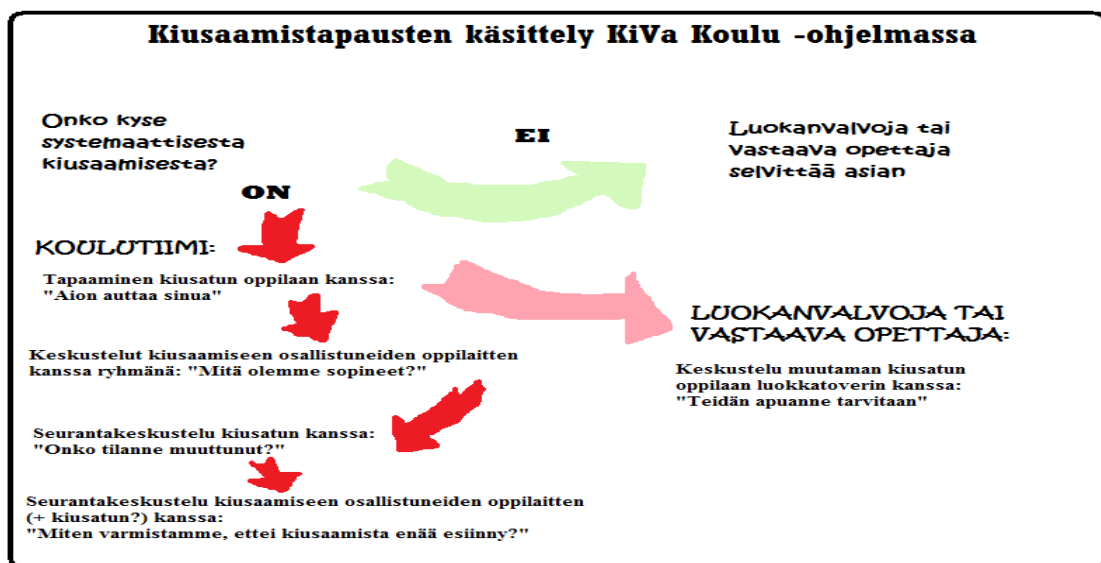 Kiusaamistapausten käsittely KiVa Koulu -ohjelmassa
Onko kyse
systemaattisesta
kiusaamisesta?
EI
Luokanvalvoja tai
vastaava opettaja
selvittää asian
ON
KOULUTIIMI:
Tapaaminen kiusatun oppilaan kanssa:
"Aion auttaa sinua"
LUOKANVALVOJA TAI
VASTAAVA OPETTAJA:
Keskustelu muutaman kiusatun
oppilaan luokkatoverin kanssa:
"Teidän apuanne tarvitaan"
Keskustelut kiusaamiseen osallistuneiden oppilaitten
kanssa ryhmänä: "Mitä olemme sopineet?"
Seurantakeskustelu kiusatun kanssa:
"Onko tilanne muuttunut?"
Seurantakeskustelu kiusaamiseen osallistuneiden oppilaitten
(+ kiusatun?) kanssa:
"Miten varmistamme, ettei kiusaamista enää esiinny?"